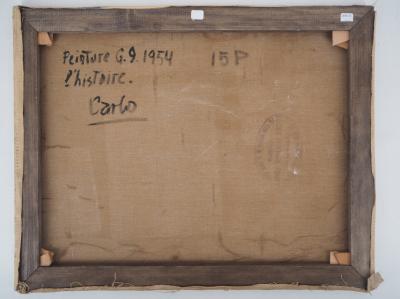 Peinture G.9.1954 15P
l'histoire.
Carlo